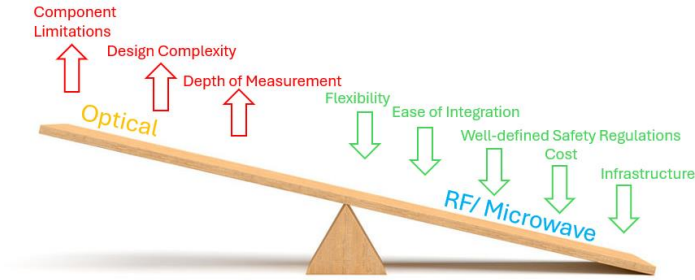 Component
Limitations
Design Complexity
Depth of Measurement
Optical
Flexibility
Ease of Integration
Well-defined Safety Regulations
Cost
Infrastructure
RF/ Microwave